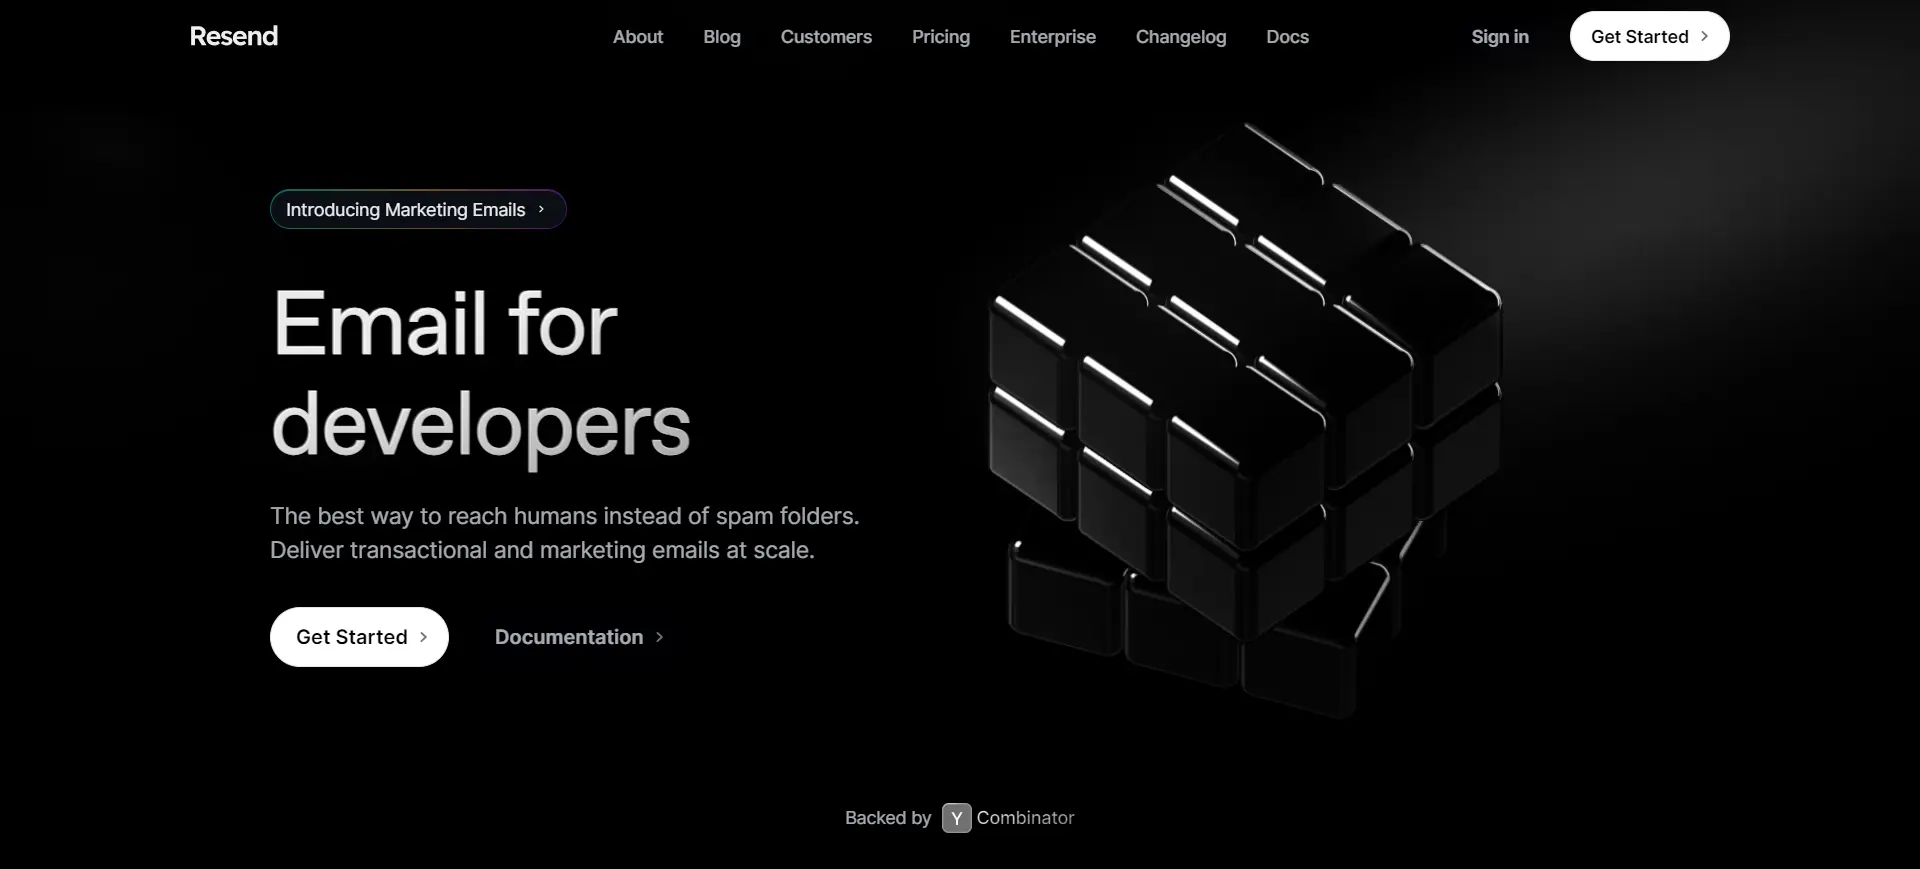 Resend
About
Blog
Customers
Pricing
Enterprise
Changelog
Docs
Sign in
Get Started
Introducing Marketing Emails
Email for
developers
The best way to reach humans instead of spam folders.
Deliver transactional and marketing emails at scale.
Get Started
Documentation
Backed by Y Combinator